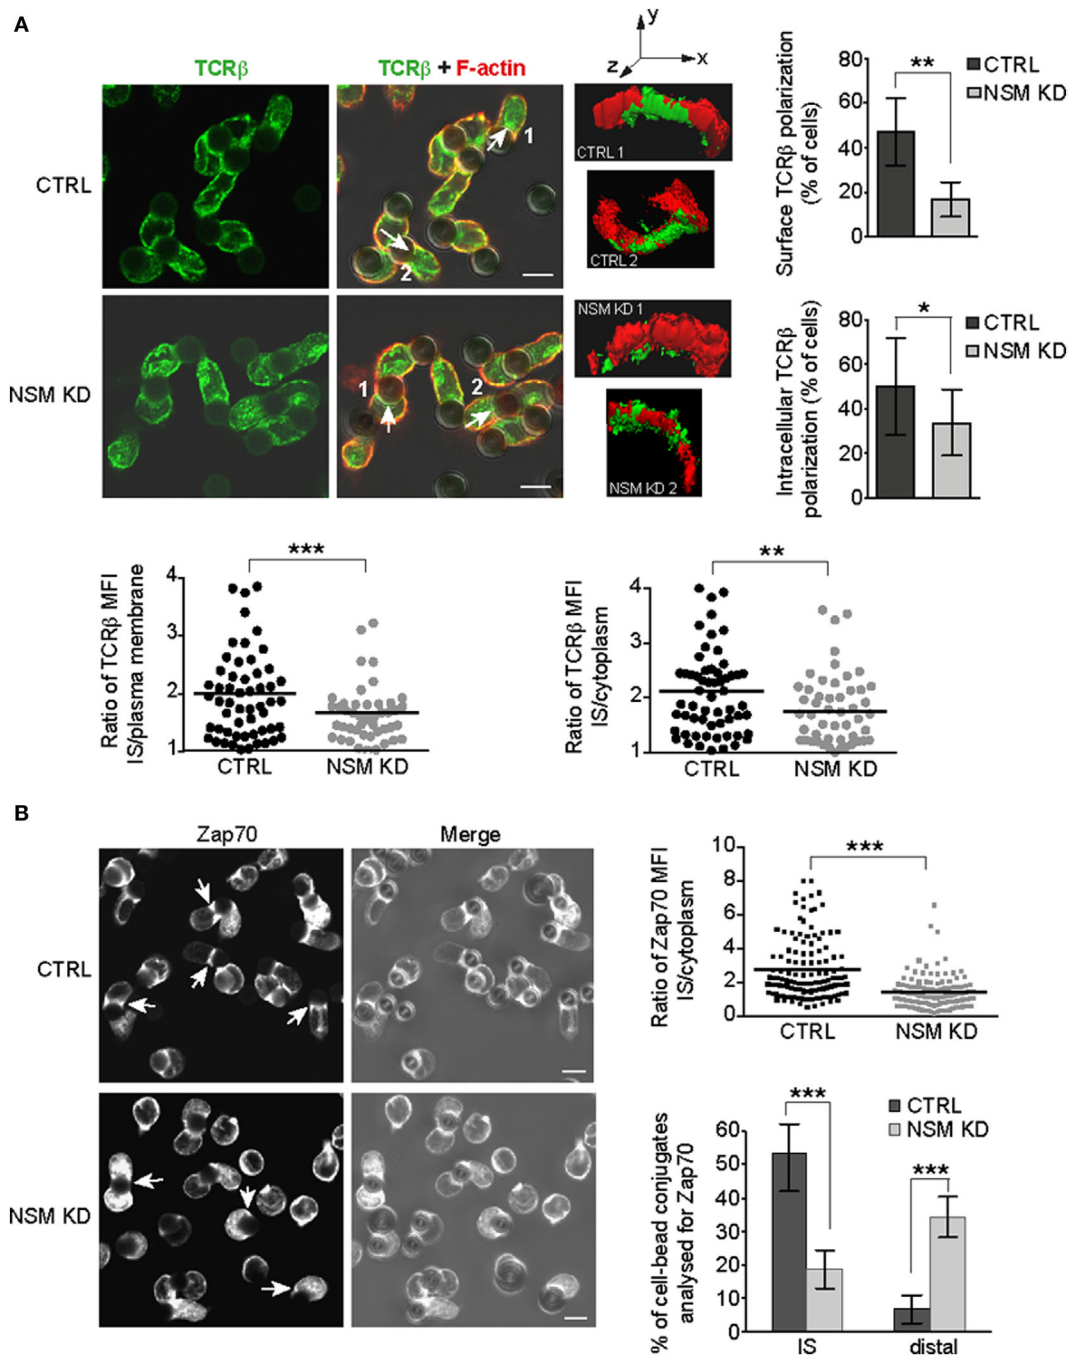 A
TCRβ
TCRβ + F-actin
y
x
z
CTRL
1
2
CTRL 1
CTRL 2
NSM KD
1
2
NSM KD 1
NSM KD 2
Surface TCRβ polarization
(% of cells)
80
60
40
20
0
**
CTRL
NSM KD
Intracellular TCRβ
polarization (% of cells)
80
60
40
20
0
*
CTRL
NSM KD
Ratio of TCRβ MFI
IS/plasma membrane
4
3
2
1
***
CTRL
NSM KD
Ratio of TCRβ MFI
IS/cytoplasm
4
3
2
1
**
CTRL
NSM KD
B
Zap70
Merge
CTRL
NSM KD
Ratio of Zap70 MFI
IS/cytoplasm
10
8
6
4
2
0
***
CTRL
NSM KD
% of cell-bead conjugates
analysed for Zap70
60
50
40
30
20
10
0
***
***
CTRL
NSM KD
IS
distal